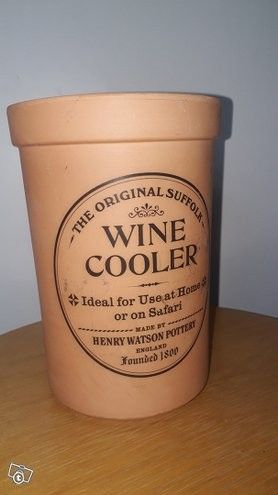 THE ORIGINAL SUFFOLK
WINE
COOLER
Ideal for Use at Home
or on Safari
MADE BY
HENRY WATSON POTTERY
ENGLAND
Founded 1800